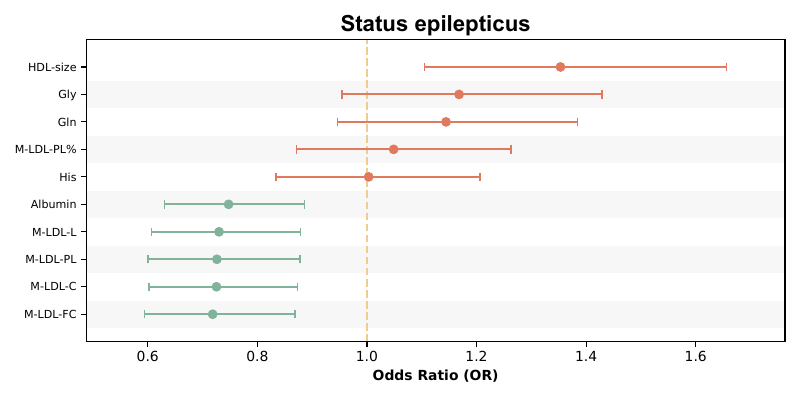 Status epilepticus
HDL-size
Gly
Gln
M-LDL-PL%
His
Albumin
M-LDL-L
M-LDL-PL
M-LDL-C
M-LDL-FC
0.6 0.8 1.0 1.2 1.4 1.6
Odds Ratio (OR)